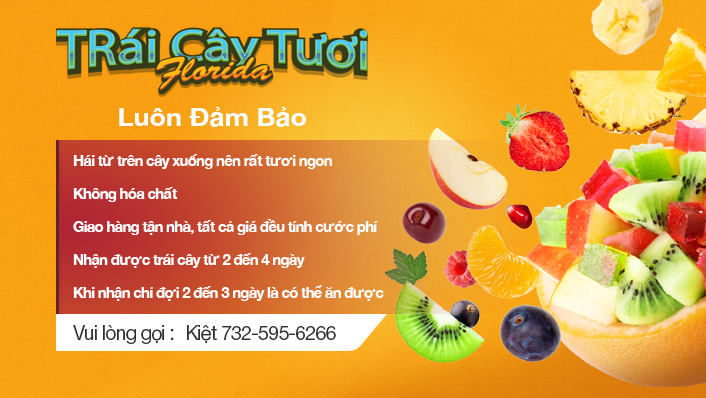 TRái Cây Tươi
Florida
Luôn Đảm Bảo
Hái từ trên cây xuống nên rất tươi ngon
Không hóa chất
Giao hàng tận nhà, tất cả giá đều tính cước phí
Nhận được trái cây từ 2 đến 4 ngày
Khi nhận chỉ đợi 2 đến 3 ngày là có thể ăn được
Vui lòng gọi : Kiệt 732-595-6266